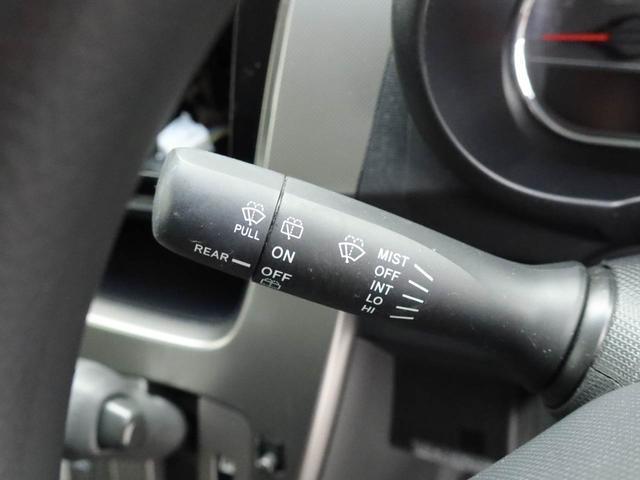 PULL
REAR
ON
OFF
MIST
OFF
INT
LO
HI